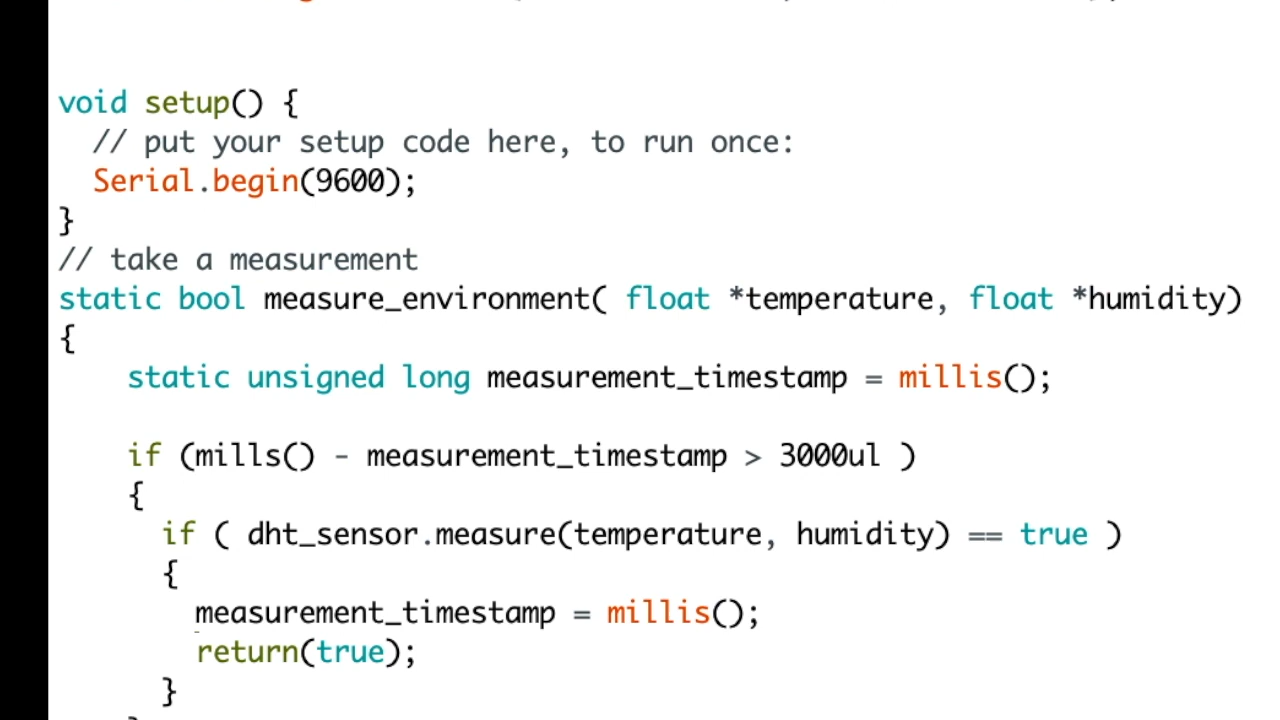 void setup() {
// put your setup code here, to run once:
Serial.begin(9600);
}
// take a measurement
static bool measure_environment( float *temperature, float *humidity)
{
static unsigned long measurement_timestamp = millis();
if (mills() - measurement_timestamp > 3000ul )
{
if ( dht_sensor.measure(temperature, humidity) == true )
{
measurement_timestamp = millis();
return(true);
}